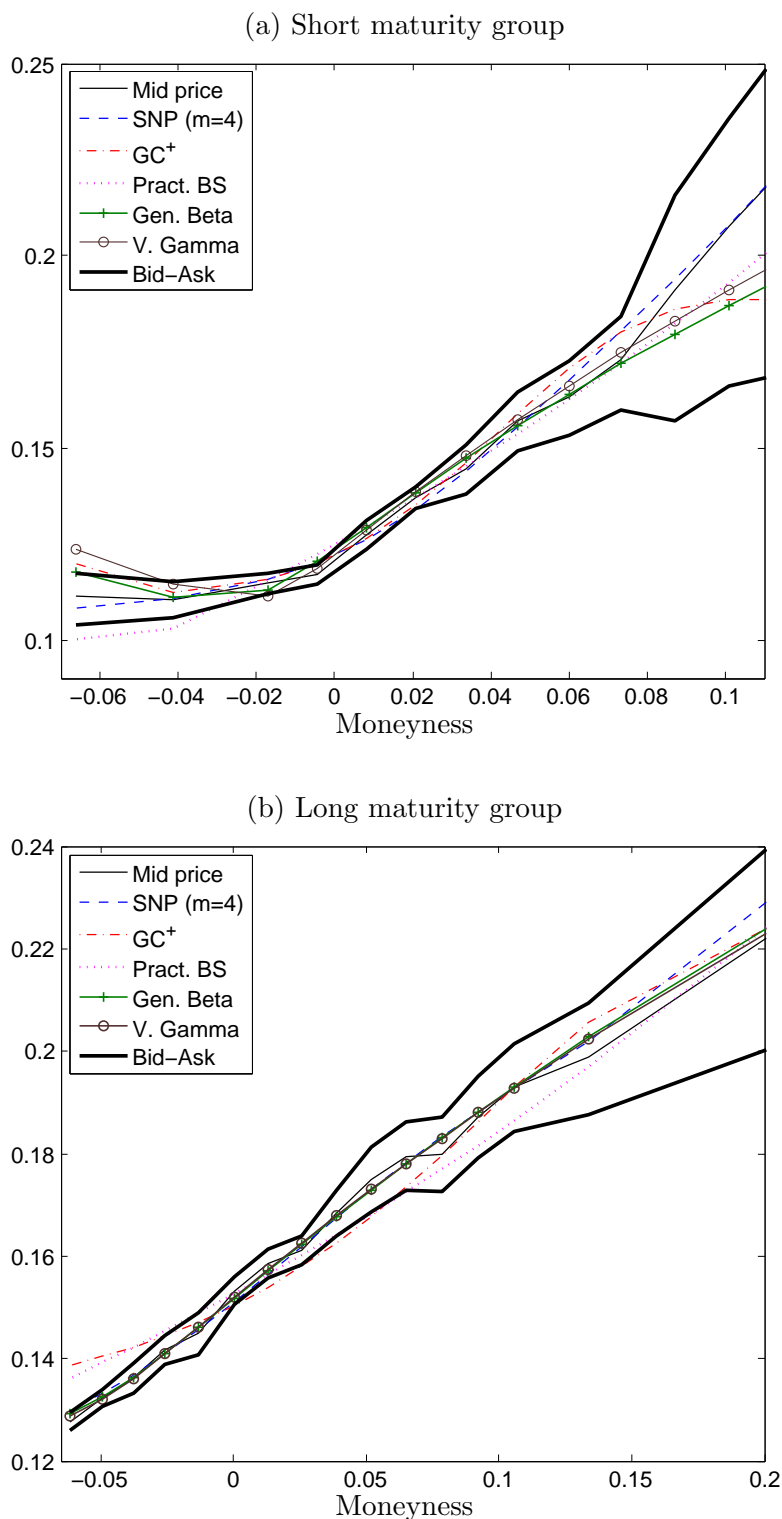 (a) Short maturity group
0.25
0.2
0.15
0.1
Mid price
SNP (m=4)
GC+
Pract. BS
Gen. Beta
V. Gamma
Bid−Ask
−0.06 −0.04 −0.02 0 0.02 0.04 0.06 0.08 0.1
Moneyness
(b) Long maturity group
0.24
0.22
0.2
0.18
0.16
0.14
0.12
Mid price
SNP (m=4)
GC+
Pract. BS
Gen. Beta
V. Gamma
Bid−Ask
−0.05 0 0.05 0.1 0.15 0.2
Moneyness